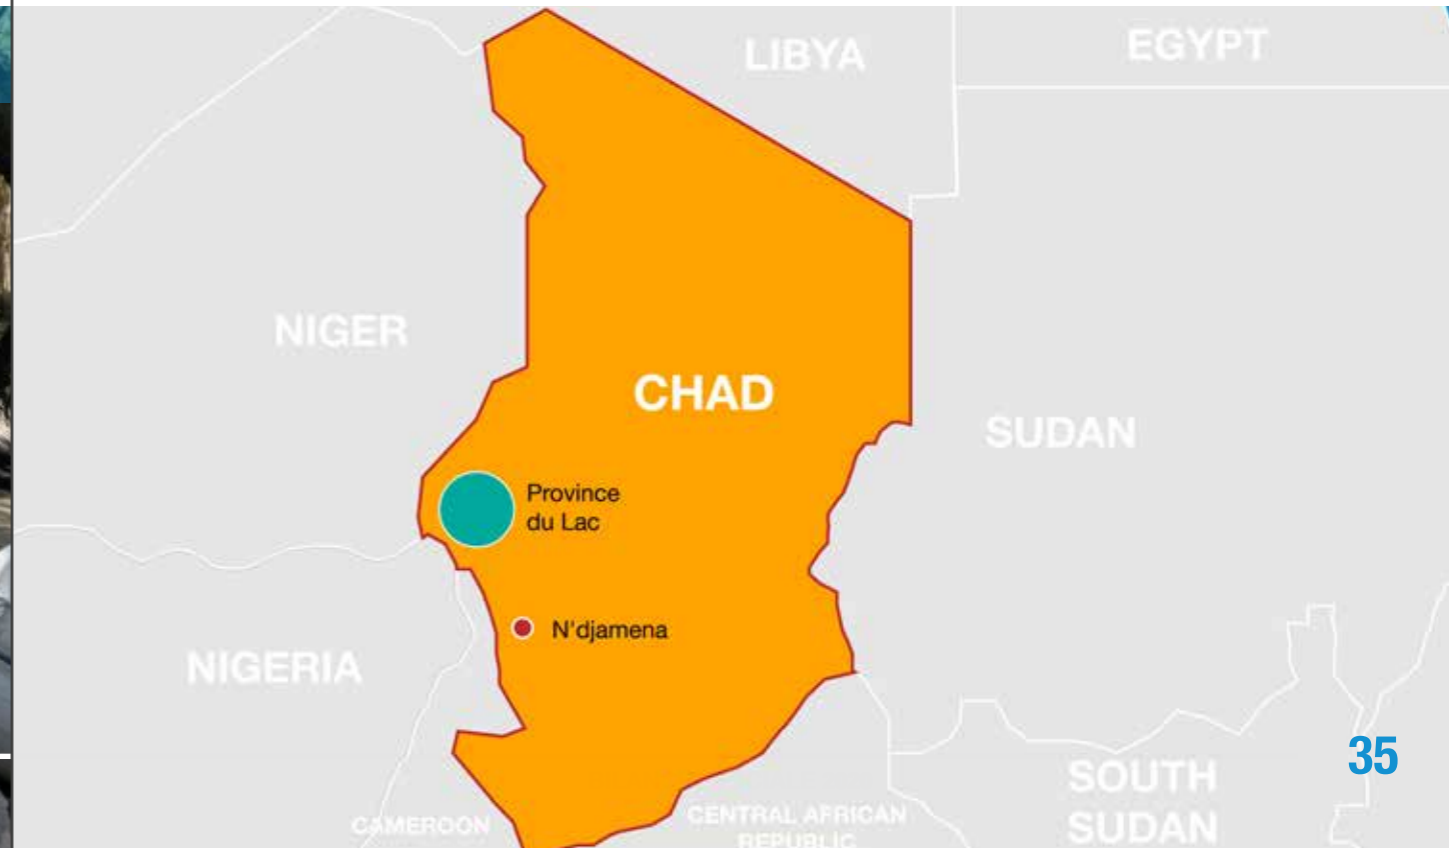 LIBYA
EGYPT
NIGER
CHAD
SUDAN
Province
du Lac
N'djamena
NIGERIA
35
SOUTH
SUDAN
CAMEROON
CENTRAL AFRICAN
REPUBLIC